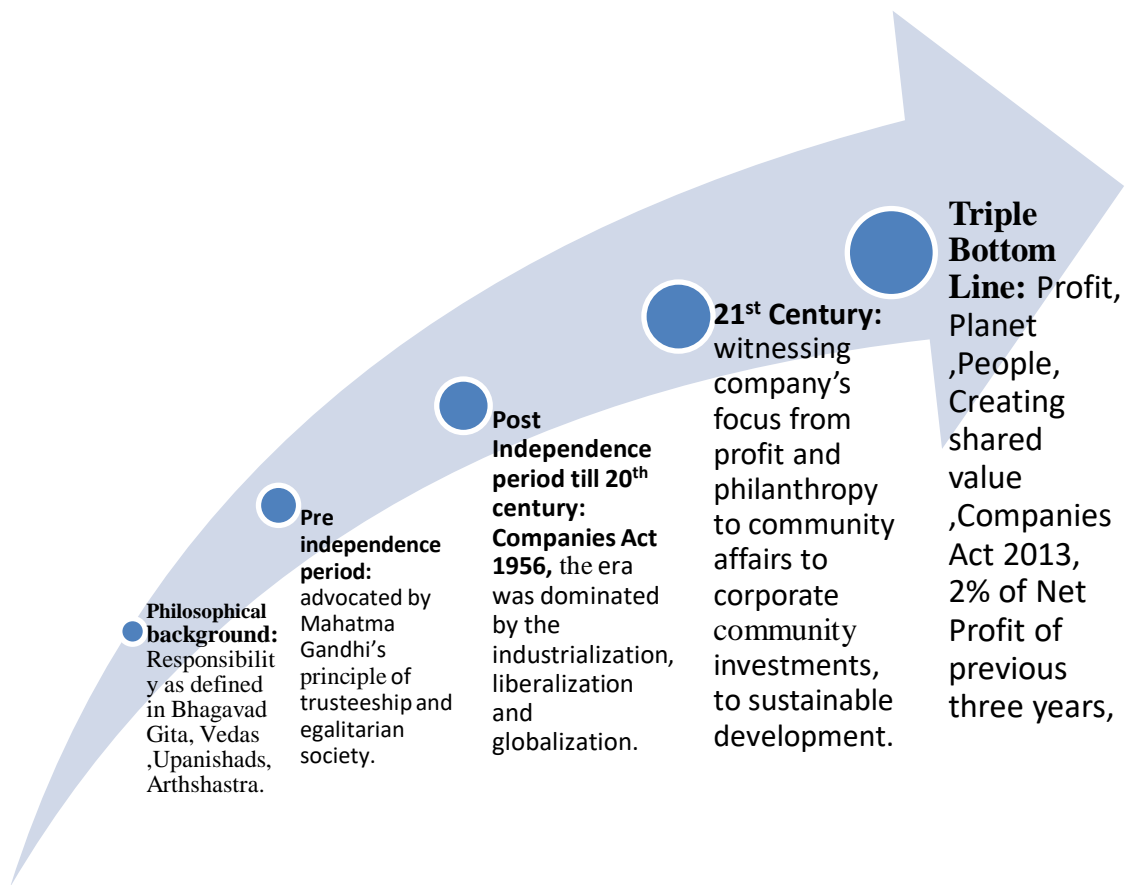 Philosophical
background:
Responsibilit
y as defined
in Bhagavad
Gita, Vedas
,Upanishads,
Arthshastra.
Pre
independence
period:
advocated by
Mahatma
Gandhi’s
principle of
trusteeship and
egalitarian
society.
Post
Independence
period till 20th
century:
Companies Act
1956, the era
was dominated
by the
industrialization,
liberalization
and
globalization.
21st Century:
witnessing
company’s
focus from
profit and
philanthropy
to community
affairs to
corporate
community
investments,
to sustainable
development.
Triple
Bottom
Line: Profit,
Planet
,People,
Creating
shared
value
,Companies
Act 2013,
2% of Net
Profit of
previous
three years,